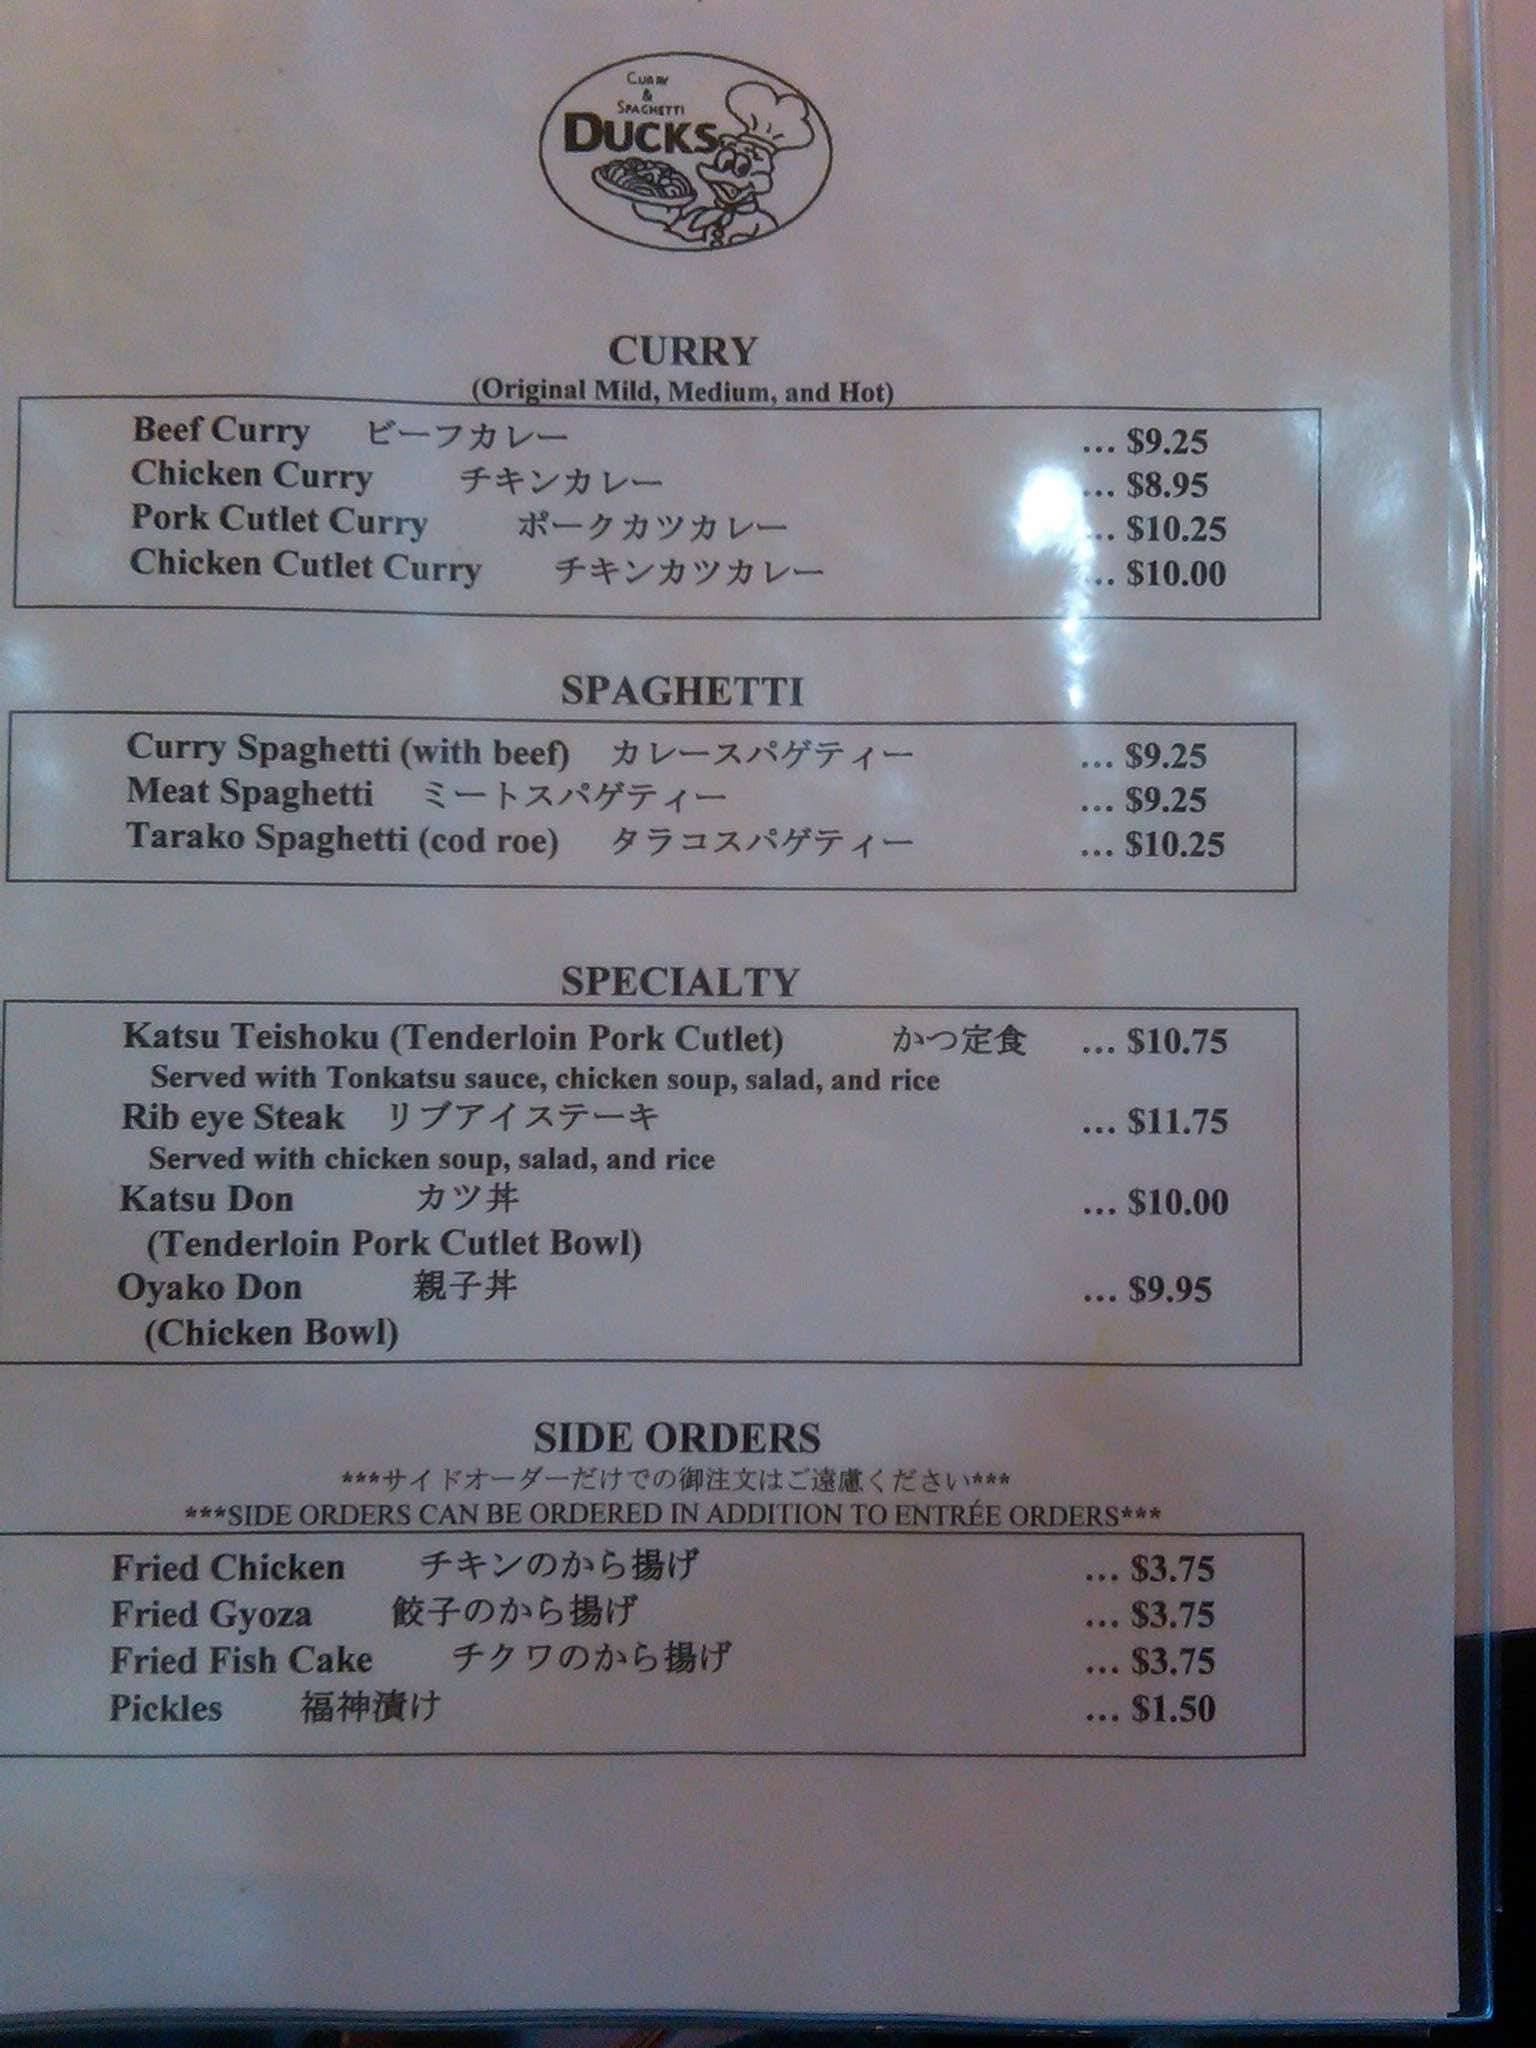 CURRY
&
SPAGHETTI
DUCKS
CURRY
(Original Mild, Medium, and Hot)
Beef Curry ビーフカレー ... $9.25
Chicken Curry チキンカレー ... $8.95
Pork Cutlet Curry ポークカツカレー ... $10.25
Chicken Cutlet Curry チキンカツカレー ... $10.00
SPAGHETTI
Curry Spaghetti (with beef) カレースパゲティー ... $9.25
Meat Spaghetti ミートスパゲティー ... $9.25
Tarako Spaghetti (cod roe) タラコスパゲティー ... $10.25
SPECIALTY
Katsu Teishoku (Tenderloin Pork Cutlet) かつ定食 ... $10.75
Served with Tonkatsu sauce, chicken soup, salad, and rice
Rib eye Steak リブアイステーキ ... $11.75
Served with chicken soup, salad, and rice
Katsu Don カツ丼 ... $10.00
(Tenderloin Pork Cutlet Bowl)
Oyako Don 親子丼 ... $9.95
(Chicken Bowl)
SIDE ORDERS
***サイドオーダーだけでの御注文はご遠慮ください***
***SIDE ORDERS CAN BE ORDERED IN ADDITION TO ENTRÉE ORDERS***
Fried Chicken チキンのから揚げ ... $3.75
Fried Gyoza 餃子のから揚げ ... $3.75
Fried Fish Cake チクワのから揚げ ... $3.75
Pickles 福神漬け ... $1.50